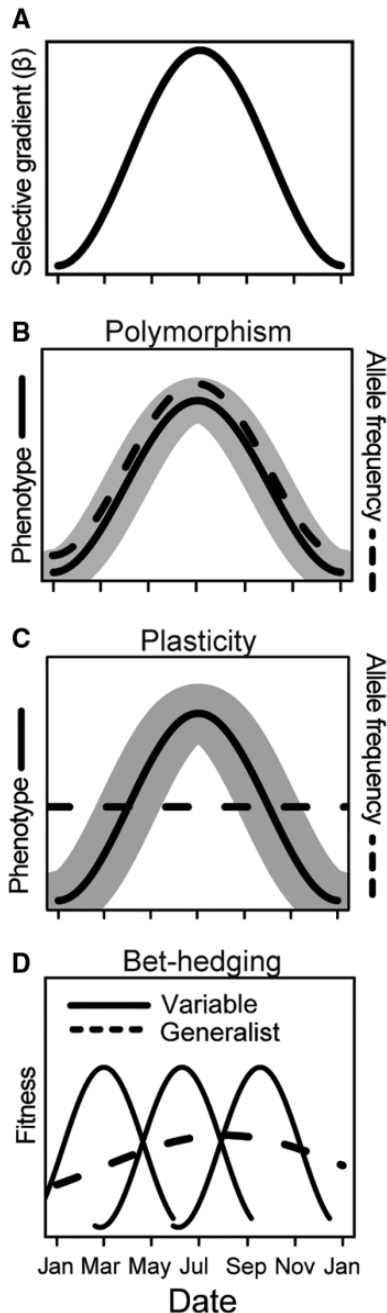 A
Selective gradient (β)
B
Polymorphism
Phenotype
Allele frequency
C
Plasticity
Phenotype
Allele frequency
D
Bet-hedging
Variable
Generalist
Fitness
Jan Mar May Jul Sep Nov Jan
Date